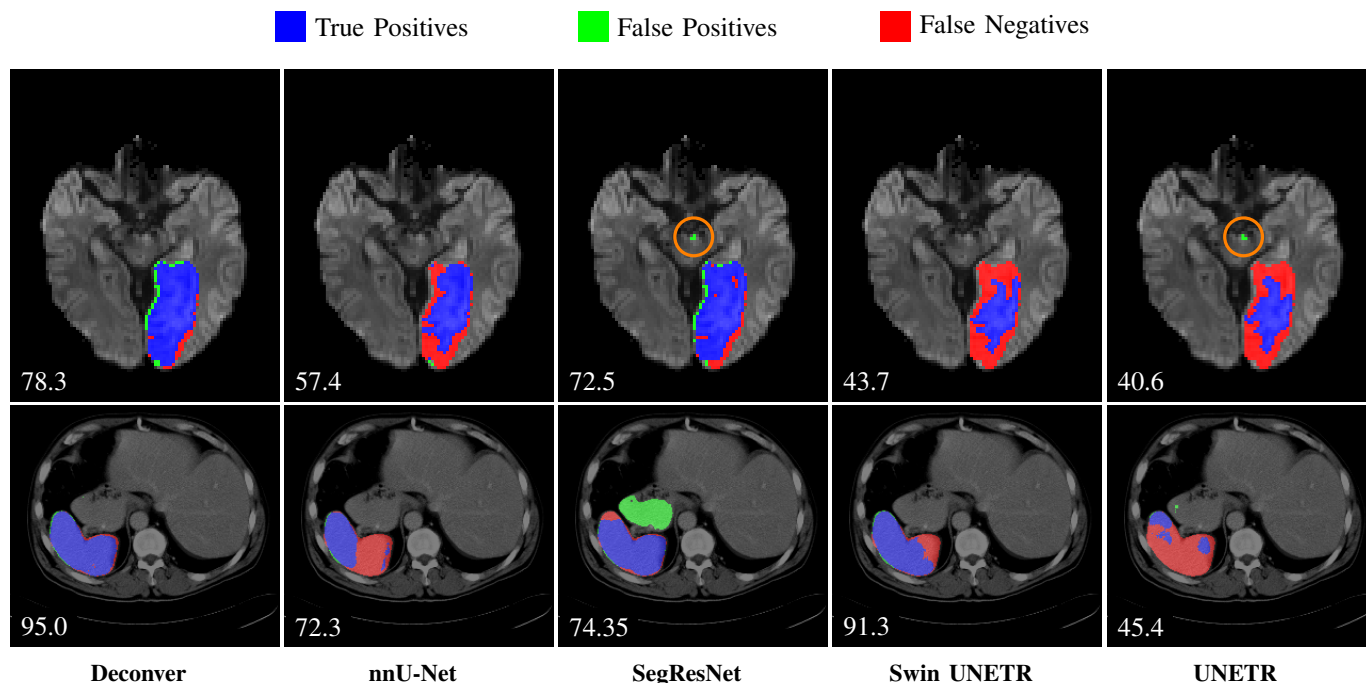 True Positives False Positives False Negatives
78.3 57.4 72.5 43.7 40.6
95.0 72.3 74.35 91.3 45.4
Deconver nnU-Net SegResNet Swin UNETR UNETR